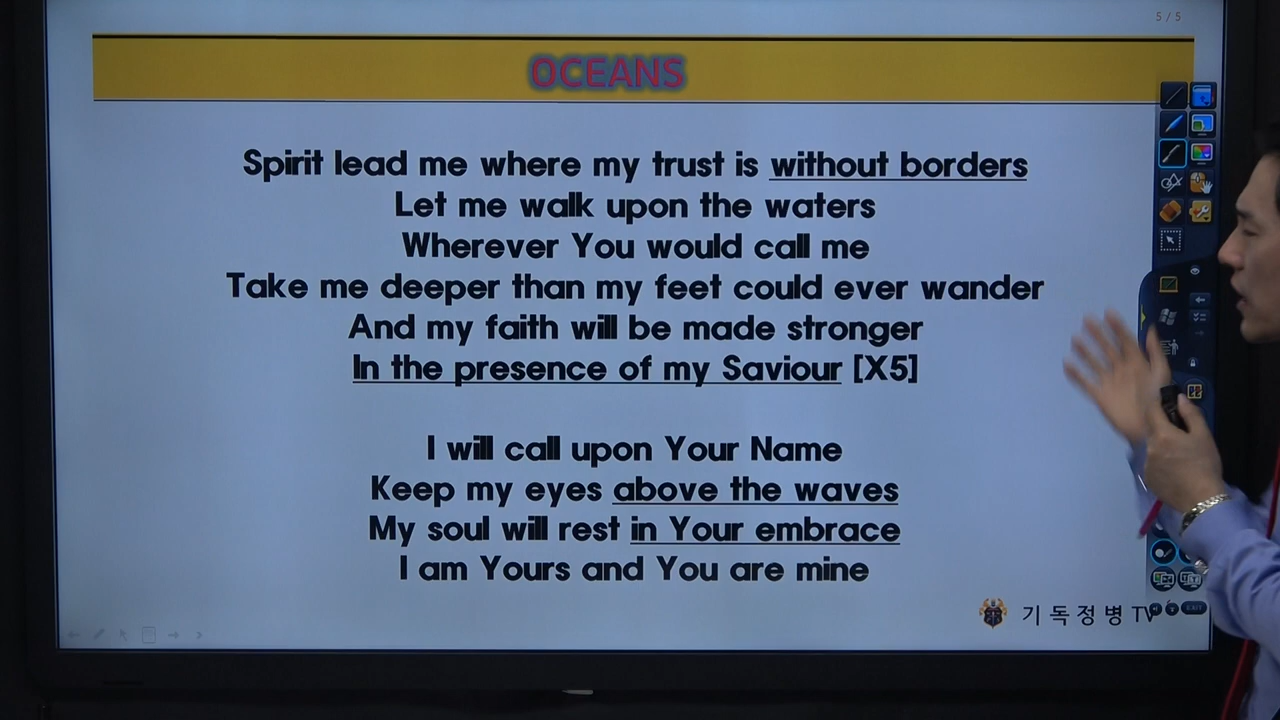 5 / 5
OCEANS
Spirit lead me where my trust is without borders
Let me walk upon the waters
Wherever You would call me
Take me deeper than my feet could ever wander
And my faith will be made stronger
In the presence of my Saviour [X5]
I will call upon Your Name
Keep my eyes above the waves
My soul will rest in Your embrace
I am Yours and You are mine
기독정병 TV
EXIT